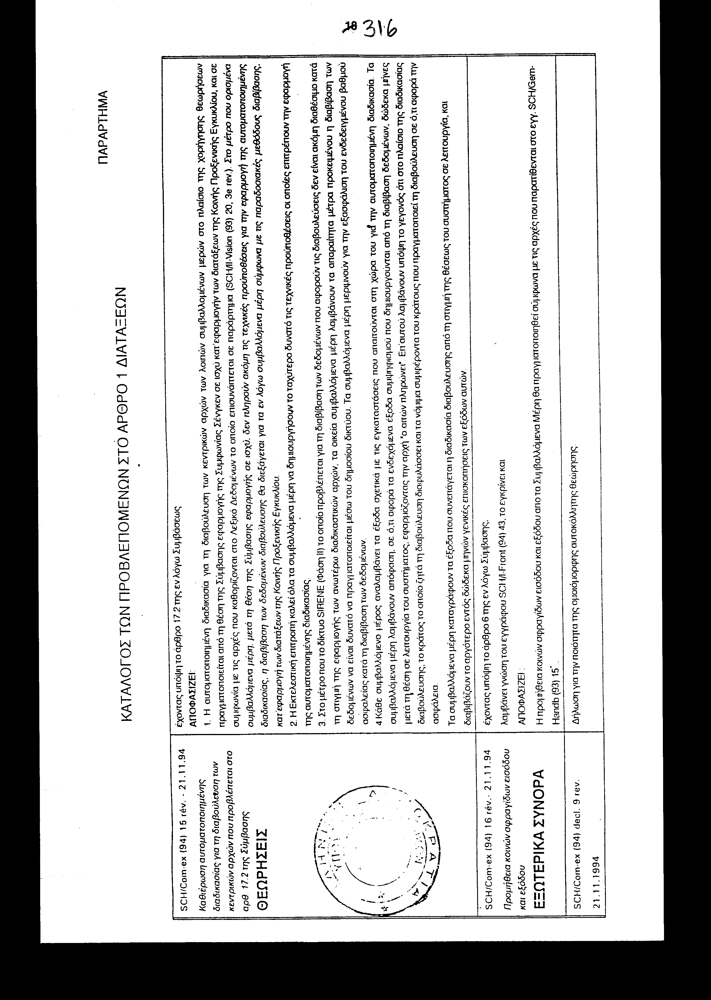 316
ΠΑΡΑΡΤΗΜΑ
ΚΑΤΑΛΟΓΟΣ ΤΩΝ ΠΡΟΒΛΕΠΟΜΕΝΩΝ ΣΤΟ ΑΡΘΡΟ 1 ΔΙΑΤΑΞΕΩΝ
SCH/Com-ex (94) 15 rév. - 21.11.94
Καθιέρωση αυτοματοποιημένης
διαδικασίας για τη διαβούλευση των
κεντρικών αρχών που προβλέπεται στο
αρθ. 17.2 της Σύμβασης
ΘΕΩΡΗΣΕΙΣ
έχοντας υπόψη το άρθρο 17.2 της εν λόγω Συμβάσεως
ΑΠΟΦΑΣΙΖΕΙ:
1. Η αυτοματοποιημένη διαδικασία για τη διαβούλευση των κεντρικών αρχών των λοιπών συμβαλλομένων μερών στο πλαίσιο της χορήγησης θεωρήσεων
πραγματοποιείται από τη θέση της Σύμβασης εφαρμογής της Συμφωνίας Σένγκεν σε ισχύ κατ'εφαρμογήν των διατάξεων της Κοινής Προξενικής Εγκυκλίου, και σε
συμφωνία με τις αρχές που καθορίζονται στο Λεξικό Δεδομένων το οποίο επισυνάπτεται σε παράρτημα (SCH/II-Vision (93) 20, 3e rev.). Στο μέτρο που ορισμένα
συμβαλλόμενα μέρη, μετά τη θέση της Σύμβασης εφαρμογής σε ισχύ, δεν πληρούν ακόμη τις τεχνικές προϋποθέσεις για την εφαρμογή της αυτοματοποιημένης
διαδικασίας, η διαβίβαση των δεδομένων διαβούλευσης θα διεξάγεται για τα εν λόγω συμβαλλόμενα μέρη σύμφωνα με τις παραδοσιακές μεθόδους διαβίβασης,
κατ'εφαρμογή των διατάξεων της Κοινής Προξενικής Εγκυκλίου.
2. Η Εκτελεστική επιτροπή καλεί όλα τα συμβαλλόμενα μέρη να δημιουργήσουν το ταχύτερο δυνατό τις τεχνικές προϋποθέσεις οι οποίες επιτρέπουν την εφαρμογή
της αυτοματοποιημένης διαδικασίας.
3. Στο μέτρο που το δίκτυο SIRENE (Φάση ΙΙ) το οποίο προβλέπεται για τη διαβίβαση των δεδομένων που αφορούν τις διαβουλεύσεις δεν είναι ακόμη διαθέσιμο κατά
τη στιγμή της εφαρμογής των ανωτέρω διαδικαστικών αρχών, τα οικεία συμβαλλόμενα μέρη λαμβάνουν τα απαραίτητα μέτρα προκειμένου η διαβίβαση των
δεδομένων να είναι δυνατό να πραγματοποιείται μέσω του δημοσίου δικτύου. Τα συμβαλλόμενα μέρη μεριμνούν για την εξασφάλιση του ενδεδειγμένου βαθμού
ασφαλείας κατά τη διαβίβαση των δεδομένων.
4.Κάθε συμβαλλόμενο μέρος αναλαμβάνει τα έξοδα σχετικά με τις εγκαταστάσεις που απαιτούνται στη χώρα του για την αυτοματοποιημένη διαδικασία. Τα
συμβαλλόμενα μέρη λαμβάνουν απόφαση, σε ό,τι αφορά τα ενδεχόμενα έξοδα συμψηφισμού που δημιουργούνται από τη διαβίβαση δεδομένων, δώδεκα μήνες
μετά τη θέση σε λειτουργία του συστήματος, εφαρμόζοντας την αρχή "ο αιτών πληρώνει". Επ'αυτού λαμβάνουν υπόψη το γεγονός ότι στο πλαίσιο της διαδικασίας
διαβούλευσης, το κράτος το οποίο ζητά τη διαβούλευση διαφυλάσσει και τα νόμιμα συμφέροντα του κράτους που πραγματοποιεί τη διαβούλευση σε ό,τι αφορά την
ασφάλεια.
Τα συμβαλλόμενα μέρη καταγράφουν τα έξοδα που συνεπάγεται η διαδικασία διαβούλευσης από τη στιγμή της θέσεως του συστήματος σε λειτουργία, και
διαβιβάζουν το αργότερο εντός δώδεκα μηνών γενικές επισκοπήσεις των εξόδων αυτών.
SCH/Com-ex (94) 16 rév.- 21.11.94
Προμήθεια κοινών σφραγίδων εισόδου
και εξόδου
ΕΞΩΤΕΡΙΚΑ ΣΥΝΟΡΑ
έχοντας υπόψη το άρθρο 6 της εν λόγω Σύμβασης,
λαμβάνει γνώση του εγγράφου SCH/I-Front (94) 43, το εγκρίνει και
ΑΠΟΦΑΣΙΖΕΙ :
Η προμήθεια κοινών σφραγίδων εισόδου και εξόδου απο τα Συμβαλλόμενα Μέρη θα πραγματοποιηθεί σύμφωνα με τις αρχές που παρατίθενται στο εγγ. SCH/Gem-
Handb (93) 15
SCH/Com-ex (94) decl. 9 rev.
21.11.1994
Δήλωση για την ποιότητα της ομοιόμορφης αυτοκόλλητης θεώρησης.